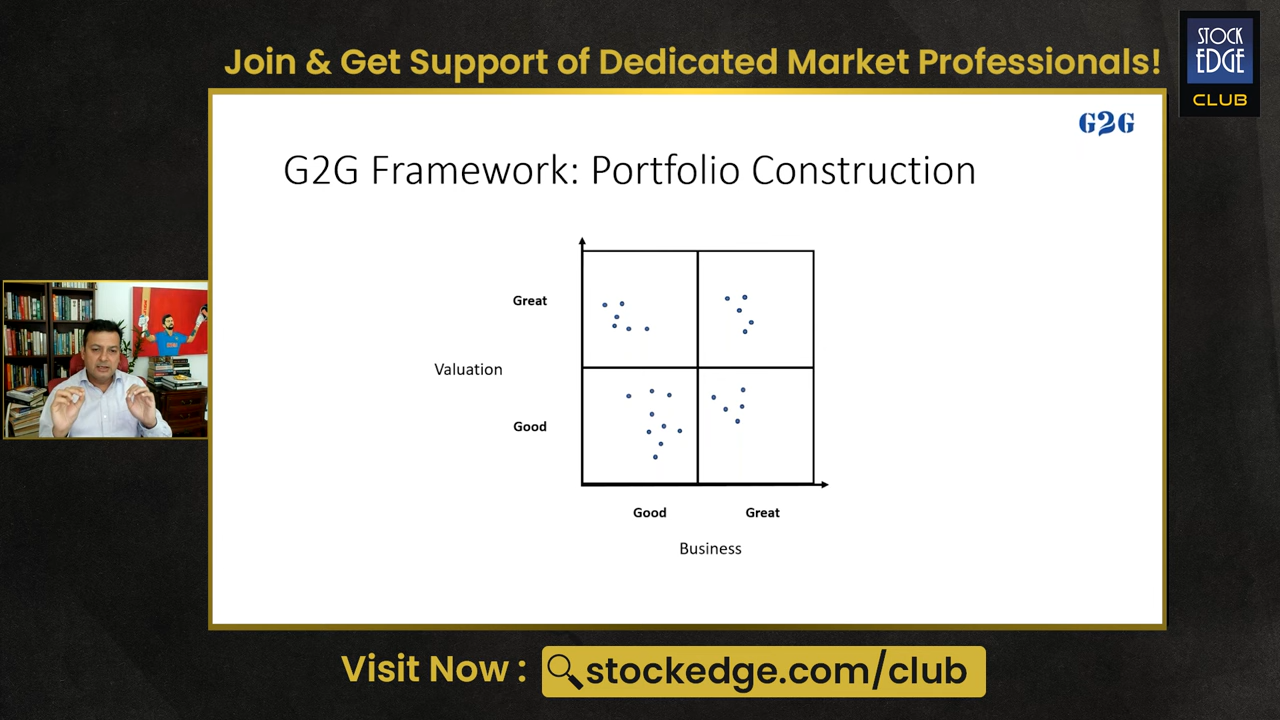 Join & Get Support of Dedicated Market Professionals!
STOCK
EDGE
CLUB
G2G
G2G Framework: Portfolio Construction
Great
Valuation
Good
Good
Great
Business
Visit Now :
stockedge.com/club